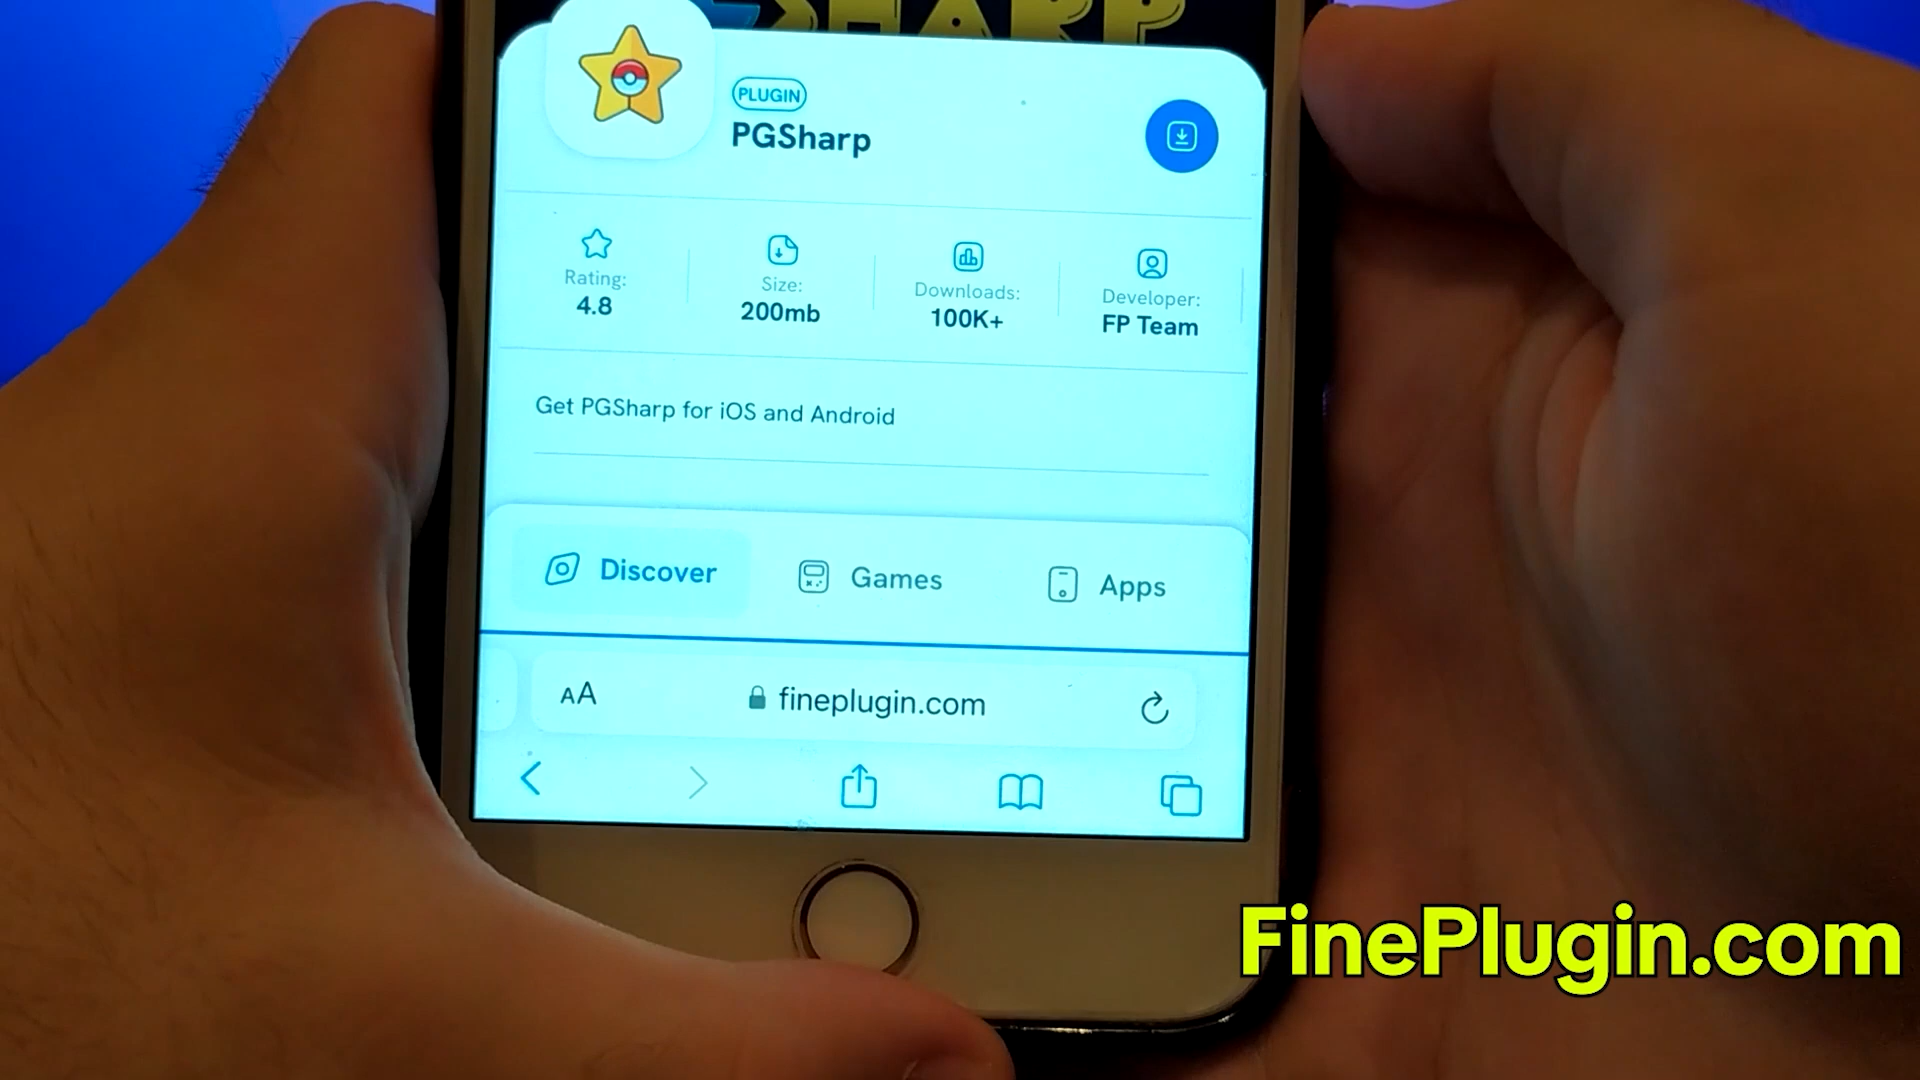 SHARP
PLUGIN
PGSharp
Rating:
4.8
Size:
200mb
Downloads:
100K+
Developer:
FP Team
Get PGSharp for iOS and Android
Discover
Games
Apps
AA
fineplugin.com
FinePlugin.com